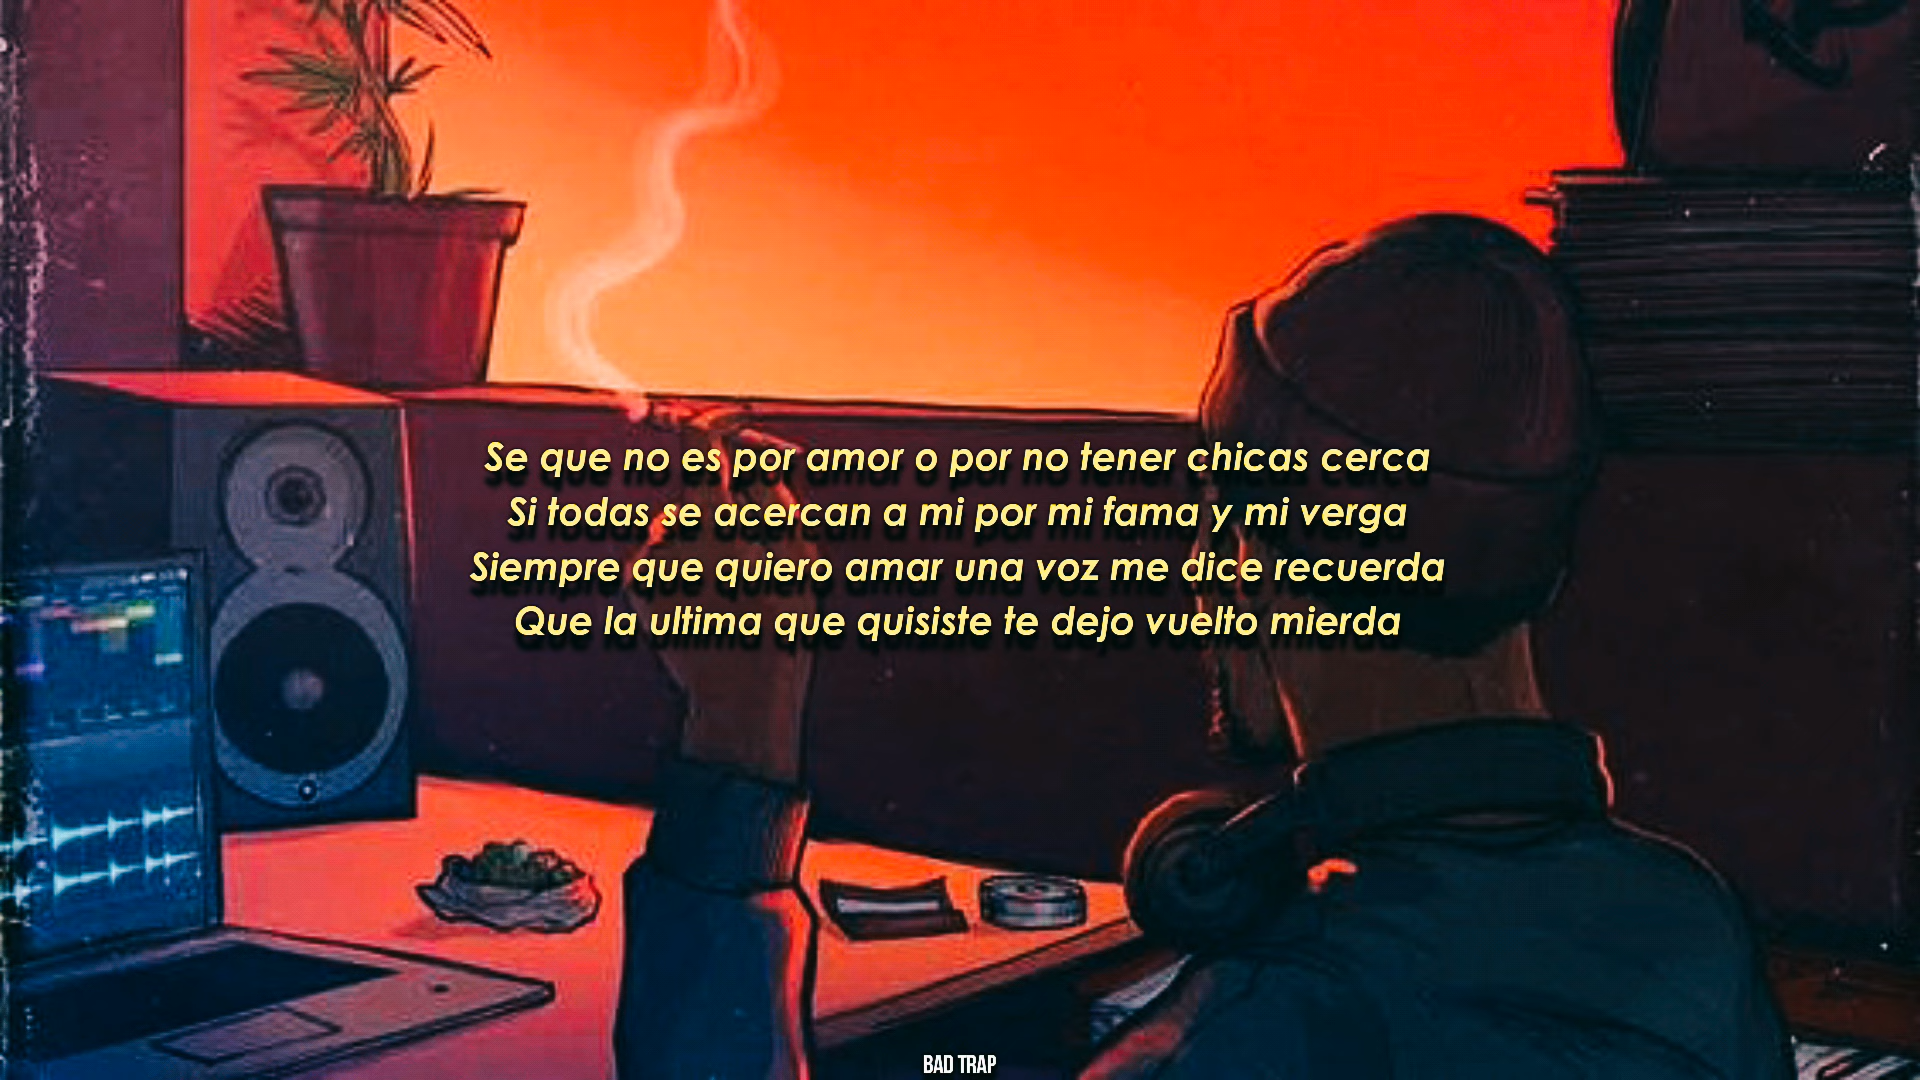 Se que no es por amor o por no tener chicas cerca
Si todas se acercan a mi por mi fama y mi verga
Siempre que quiero amar una voz me dice recuerda
Que la ultima que quisiste te dejo vuelto mierda
BAD TRAP